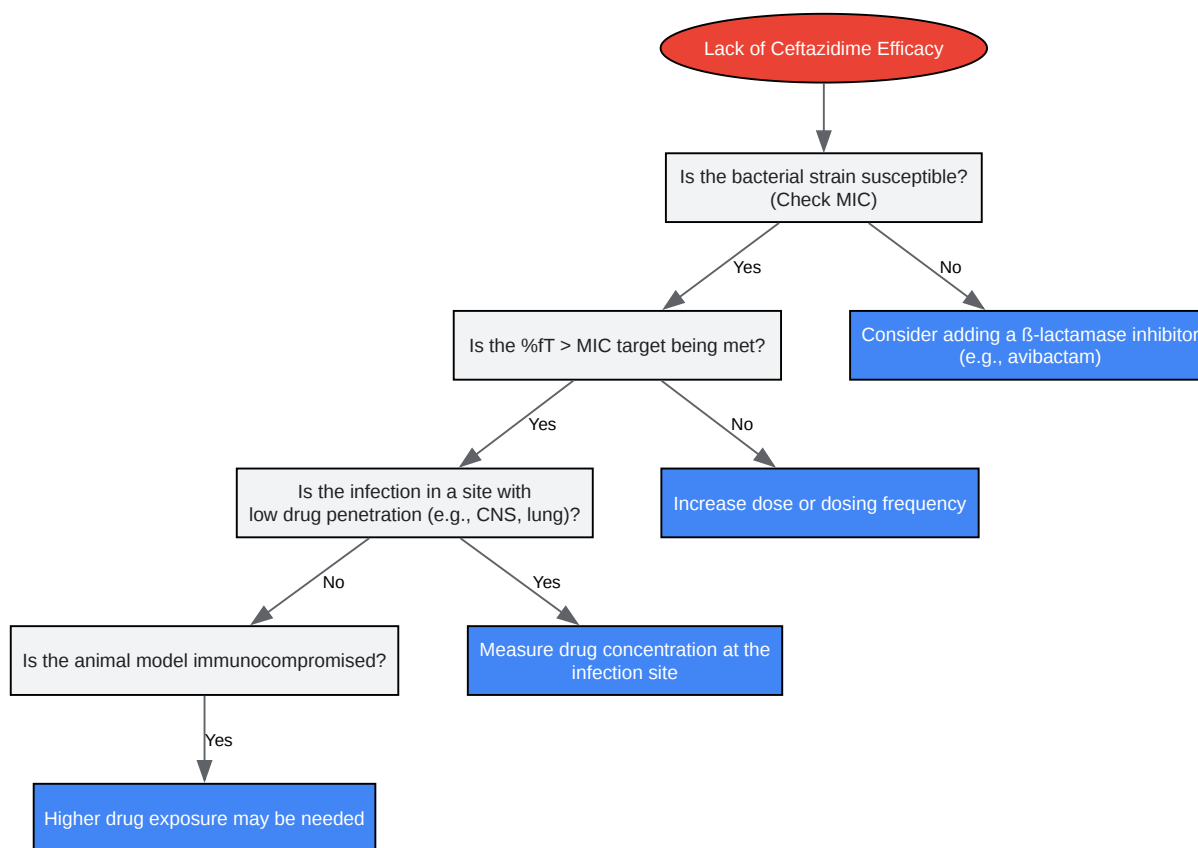 Lack of Ceftazidime Efficacy
Is the bacterial strain susceptible?
(Check MIC)
Yes
No
Is the %fT > MIC target being met?
Consider adding a ß-lactamase inhibitor
(e.g., avibactam)
Yes
No
Is the infection in a site with
low drug penetration (e.g., CNS, lung)?
Increase dose or dosing frequency
No
Yes
Is the animal model immunocompromised?
Measure drug concentration at the
infection site
Yes
Higher drug exposure may be needed